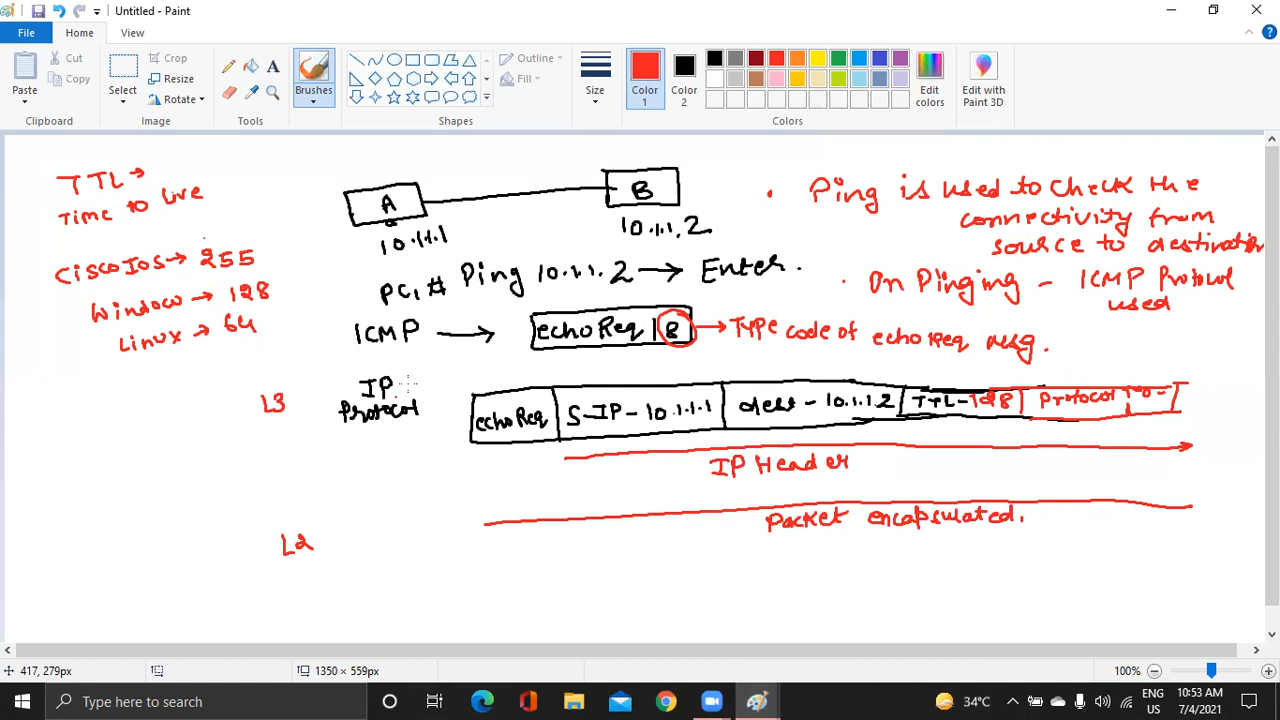 Untitled - Paint
File
Home
View
Paste
Cut
Copy
Clipboard
Select
Crop
Resize
Rotate
Image
Tools
Brushes
Shapes
Outline
Fill
Size
Color 1
Color 2
Edit colors
Edit with Paint 3D
Colors
TTL→
Time to live
Cisco Ios → 255
Window → 128
Linux → 64
A
10.1.1.1
B
10.1.1.2
PC1 # Ping 10.1.1.2 → Enter.
ICMP → echoReq | 8 → Type code of echoReq msg.
• Ping is used to check the
connectivity from
source to destination
• On Pinging - ICMP Protocol
used
L3
IP
Protocol
echoReq
S-IP-10.1.1.1
dest - 10.1.1.2
TTL-128
Protocol
IP Header
Packet encapsulated.
L2
417, 279px
1350 × 559px
100%
Type here to search
34°C
ENG
US
10:53 AM
7/4/2021